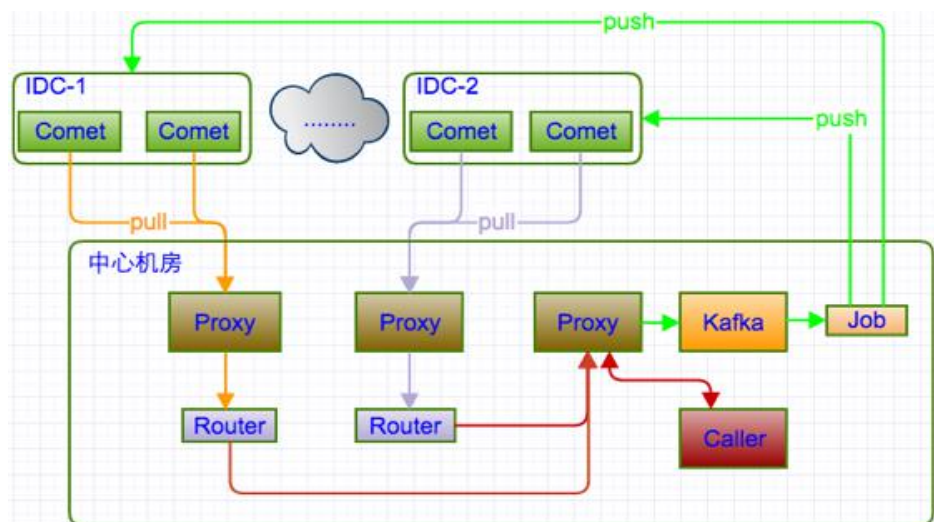 push
IDC-1
IDC-2
........
Comet
Comet
Comet
Comet
push
pull
pull
中心机房
Proxy
Proxy
Proxy
Kafka
Job
Router
Router
Caller